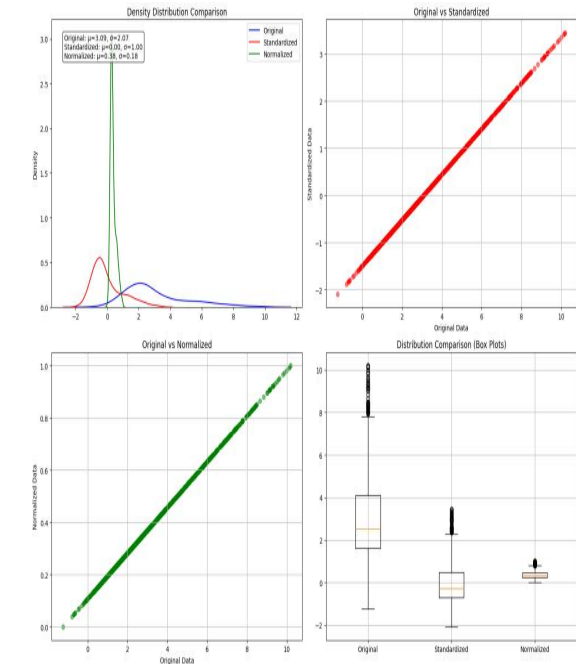 Density Distribution Comparison
Original: μ=3.09, σ=2.07
Standardized: μ=0.00, σ=1.00
Normalized: μ=0.38, σ=0.18
Original
Standardized
Normalized
Density
3.0
2.5
2.0
1.5
1.0
0.5
0.0
−2 0 2 4 6 8 10 12
Original vs Standardized
Standardized Data
3
2
1
0
−1
−2
0 2 4 6 8 10
Original Data
Original vs Normalized
Normalized Data
1.0
0.8
0.6
0.4
0.2
0.0
0 2 4 6 8 10
Original Data
Distribution Comparison (Box Plots)
10
8
6
4
2
0
−2
Original Standardized Normalized